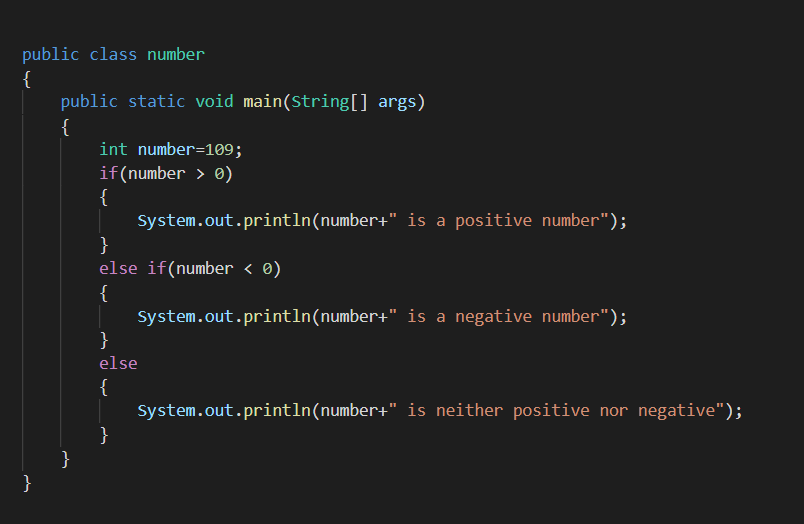 public class number
{
    public static void main(String[] args)
    {
        int number=109;
        if(number > 0)
        {
            System.out.println(number+" is a positive number");
        }
        else if(number < 0)
        {
            System.out.println(number+" is a negative number");
        }
        else
        {
            System.out.println(number+" is neither positive nor negative");
        }
    }
}